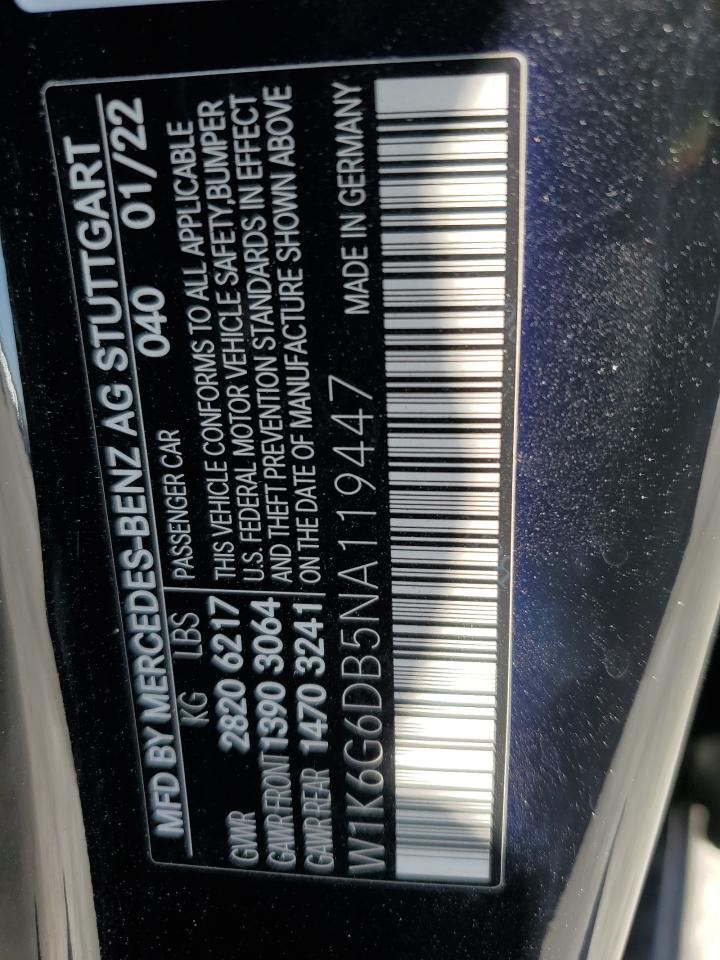 MFD BY MERCEDES-BENZ AG STUTTGART
KG LBS 040 01/22
GWR 2820 6217 PASSENGER CAR
GAWR FRONT 1390 3064 THIS VEHICLE CONFORMS TO ALL APPLICABLE
GAWR REAR 1470 3241 U.S. FEDERAL MOTOR VEHICLE SAFETY,BUMPER
AND THEFT PREVENTION STANDARDS IN EFFECT
ON THE DATE OF MANUFACTURE SHOWN ABOVE
W1K6G6DB5NA119447 MADE IN GERMANY